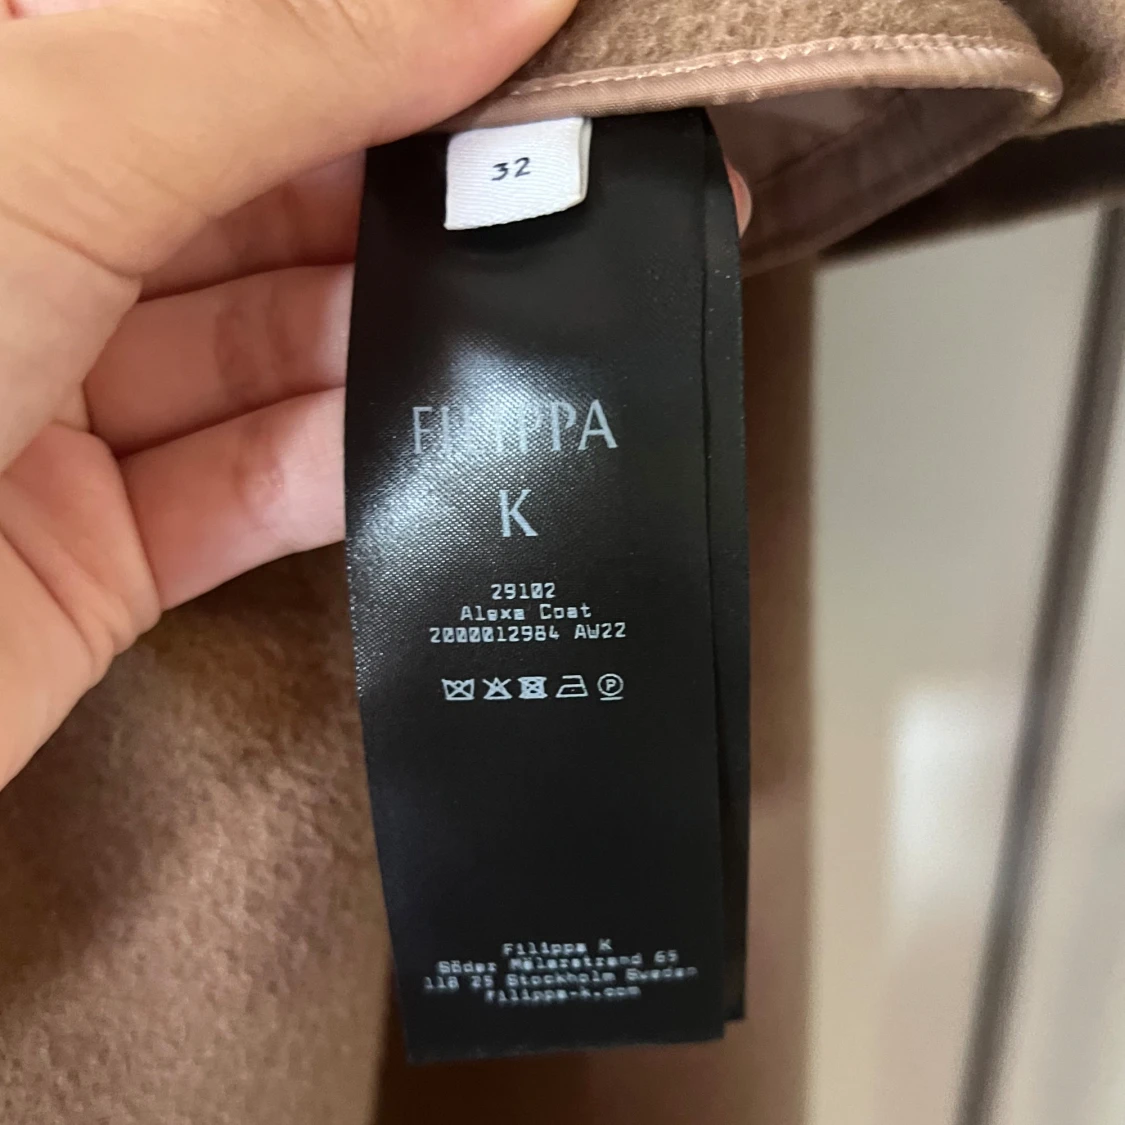 32
FILIPPA
K
29102
Alexa Coat
2000012984 AW22
P
Filippa K
Söder Mälarstrand 65
118 25 Stockholm Sweden
filippa-k.com